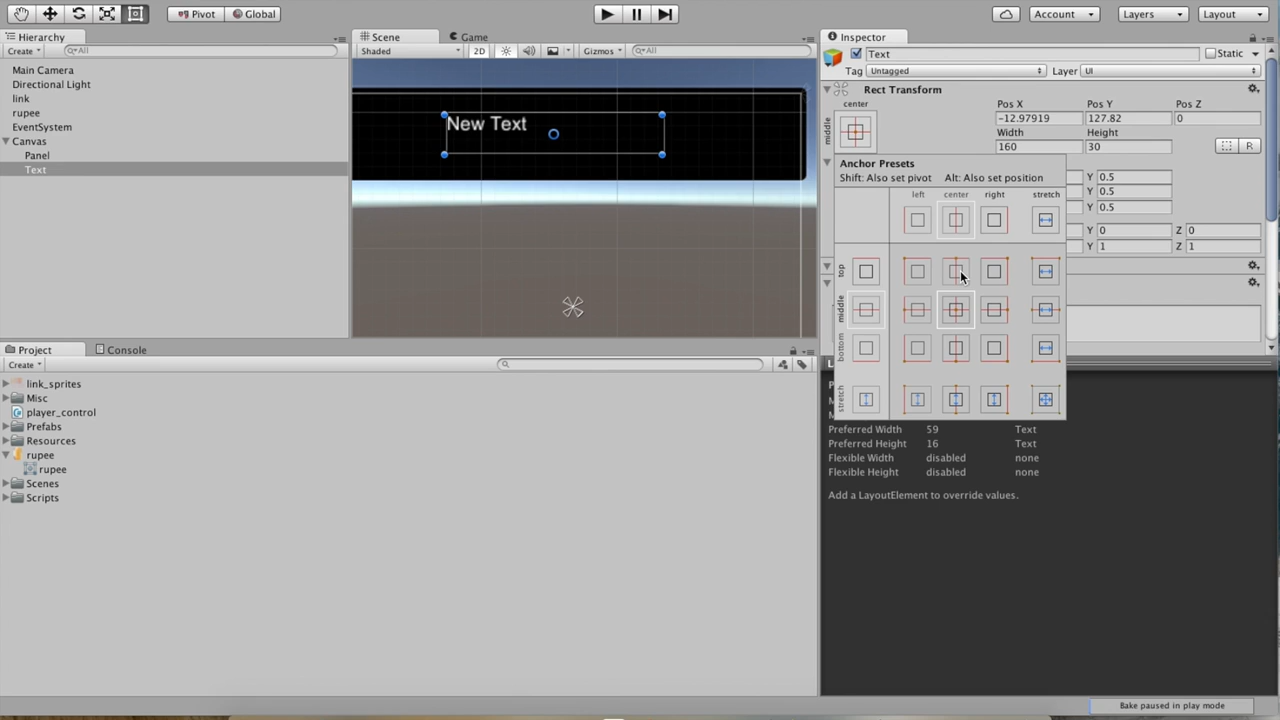 Pivot Global Account Layers Layout
Hierarchy Scene Game Inspector
Create All Shaded 2D Gizmos All Text Static
Main Camera Tag Untagged Layer UI
Directional Light Rect Transform
link center Pos X Pos Y Pos Z
rupee middle -12.97919 127.82 0
EventSystem New Text Width Height
Canvas 160 30 R
Panel Anchor Presets
Text Shift: Also set pivot Alt: Also set position Y 0.5
left center right stretch Y 0.5
Y 0.5
Y 0 Z 0
Y 1 Z 1
top
middle
bottom
stretch
Project Console
Create
link_sprites
Misc
player_control
Prefabs Preferred Width 59 Text
Resources Preferred Height 16 Text
rupee Flexible Width disabled none
rupee Flexible Height disabled none
Scenes
Scripts Add a LayoutElement to override values.
Bake paused in play mode